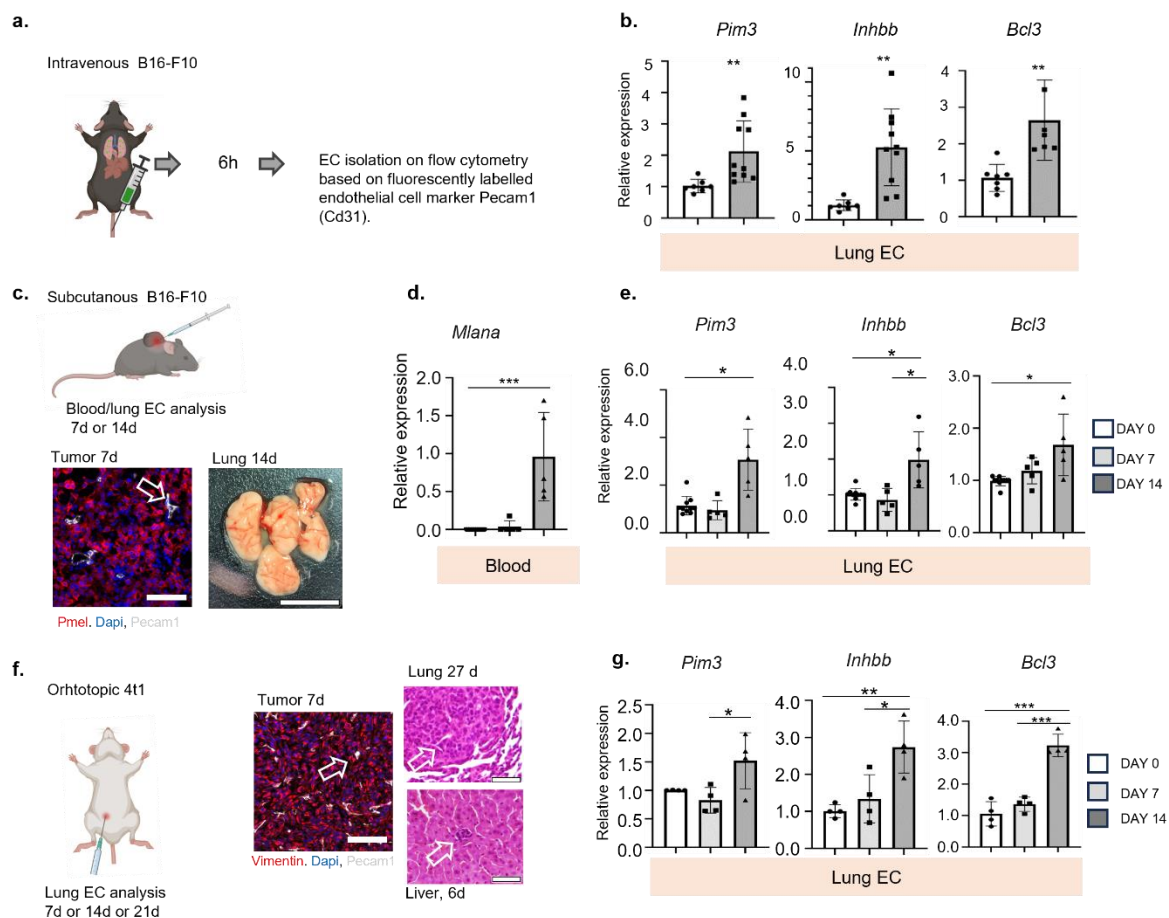 a.
Intravenous B16-F10
6h
EC isolation on flow cytometry
based on fluorescently labelled
endothelial cell marker Pecam1
(Cd31).
b.
Pim3
Inhbb
Bcl3
Relative expression
5
4
3
2
1
0
**
10
5
0
**
4
3
2
1
0
**
Lung EC
c.
Subcutanous B16-F10
Blood/lung EC analysis
7d or 14d
Tumor 7d
Lung 14d
Pmel. Dapi, Pecam1
d.
Mlana
Relative expression
2.0
1.5
1.0
0.5
0.0
***
Blood
e.
Pim3
Inhbb
Bcl3
Relative expression
6.0
4.0
2.0
0.0
*
4.0
3.0
2.0
1.0
0.0
*
*
3.0
2.0
1.0
0.0
*
DAY 0
DAY 7
DAY 14
Lung EC
f.
Orhtotopic 4t1
Lung EC analysis
7d or 14d or 21d
Tumor 7d
Vimentin. Dapi, Pecam1
Lung 27 d
Liver, 6d
g.
Pim3
Inhbb
Bcl3
Relative expression
2.5
2.0
1.5
1.0
0.5
0.0
*
4.0
3.0
2.0
1.0
0.0
**
*
4.0
3.0
2.0
1.0
0.0
***
***
DAY 0
DAY 7
DAY 14
Lung EC